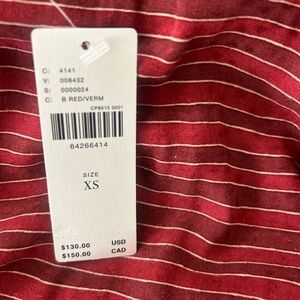 C: 4141
V: 008432
S: 0000024
C: B RED/VERM
CP8015 0001
64266414
SIZE
XS
$130.00 USD
$150.00 CAD